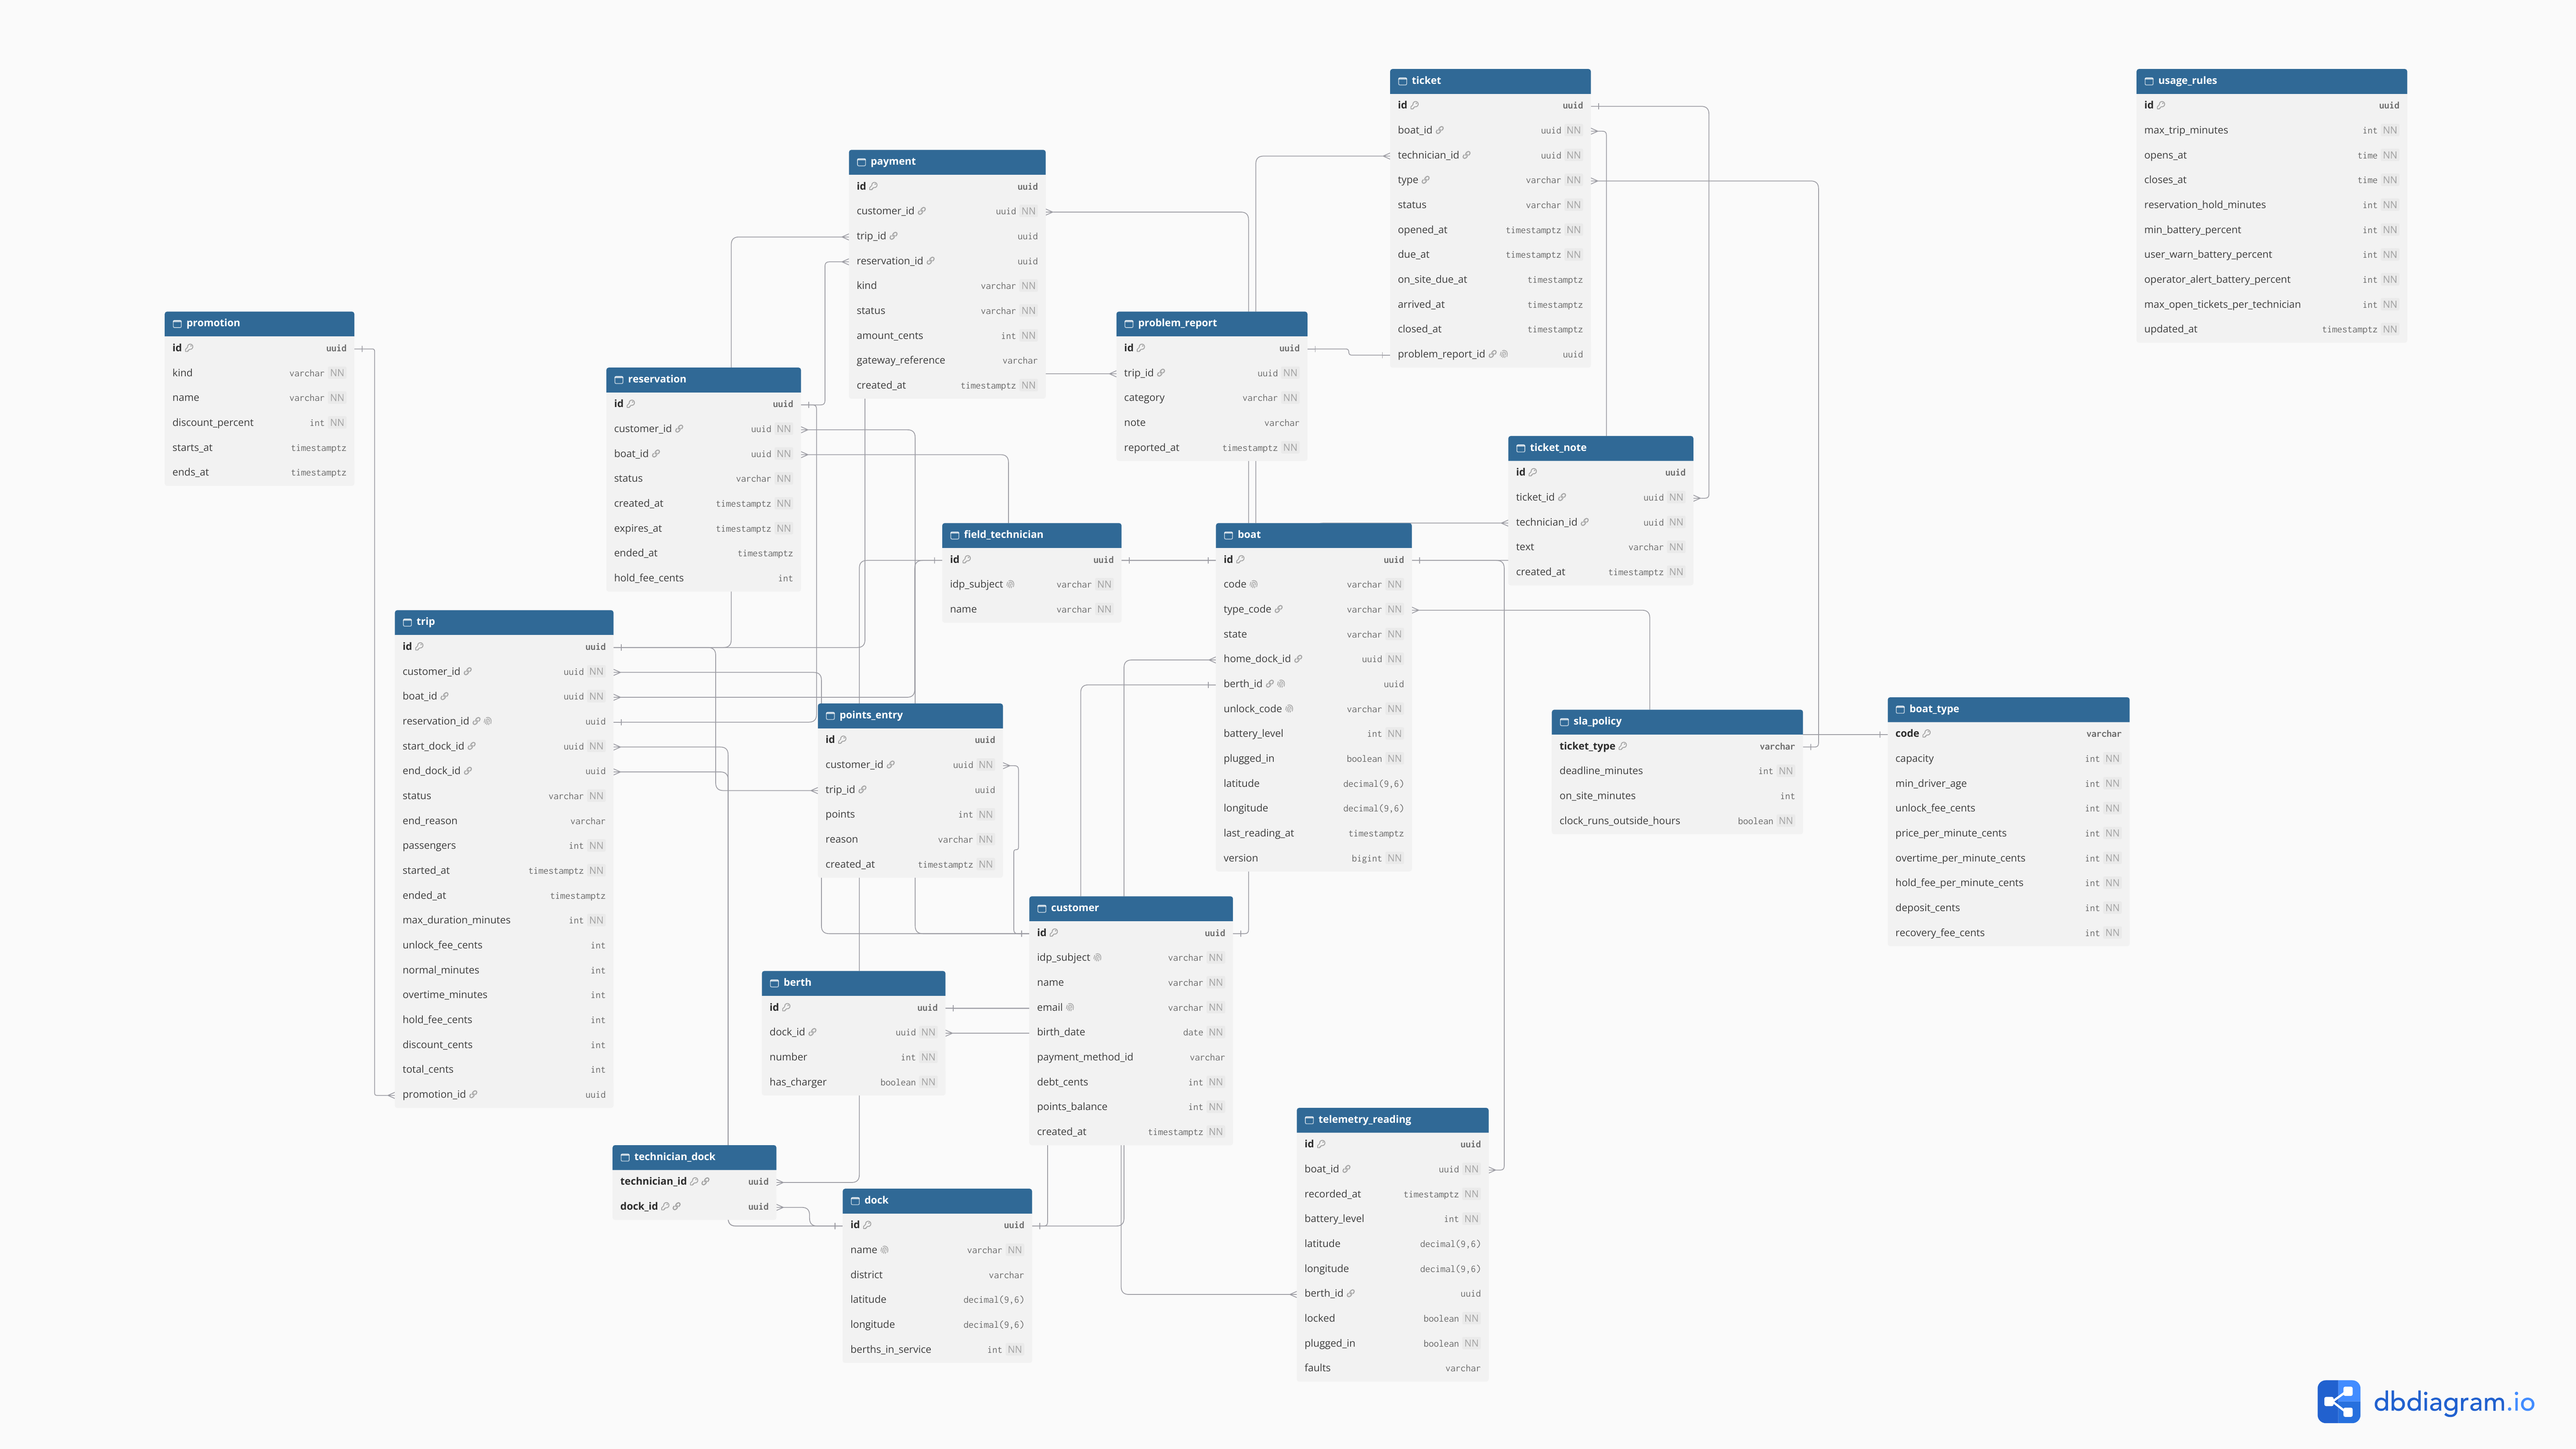 ticket
id uuid
boat_id uuid NN
technician_id uuid NN
type varchar NN
status varchar NN
opened_at timestamptz NN
due_at timestamptz NN
on_site_due_at timestamptz
arrived_at timestamptz
closed_at timestamptz
problem_report_id uuid
usage_rules
id uuid
max_trip_minutes int NN
opens_at time NN
closes_at time NN
reservation_hold_minutes int NN
min_battery_percent int NN
user_warn_battery_percent int NN
operator_alert_battery_percent int NN
max_open_tickets_per_technician int NN
updated_at timestamptz NN
payment
id uuid
customer_id uuid NN
trip_id uuid
reservation_id uuid
kind varchar NN
status varchar NN
amount_cents int NN
gateway_reference varchar
created_at timestamptz NN
promotion
id uuid
kind varchar NN
name varchar NN
discount_percent int NN
starts_at timestamptz
ends_at timestamptz
problem_report
id uuid
trip_id uuid NN
category varchar NN
note varchar
reported_at timestamptz NN
reservation
id uuid
customer_id uuid NN
boat_id uuid NN
status varchar NN
created_at timestamptz NN
expires_at timestamptz NN
ended_at timestamptz
hold_fee_cents int
ticket_note
id uuid
ticket_id uuid NN
technician_id uuid NN
text varchar NN
created_at timestamptz NN
field_technician
id uuid
idp_subject varchar NN
name varchar NN
boat
id uuid
code varchar NN
type_code varchar NN
state varchar NN
home_dock_id uuid NN
berth_id uuid
unlock_code varchar NN
battery_level int NN
plugged_in boolean NN
latitude decimal(9,6)
longitude decimal(9,6)
last_reading_at timestamptz
version bigint NN
trip
id uuid
customer_id uuid NN
boat_id uuid NN
reservation_id uuid
start_dock_id uuid NN
end_dock_id uuid
status varchar NN
end_reason varchar
passengers int NN
started_at timestamptz NN
ended_at timestamptz
max_duration_minutes int NN
unlock_fee_cents int
normal_minutes int
overtime_minutes int
hold_fee_cents int
discount_cents int
total_cents int
promotion_id uuid
points_entry
id uuid
customer_id uuid NN
trip_id uuid
points int NN
reason varchar NN
created_at timestamptz NN
sla_policy
ticket_type varchar
deadline_minutes int NN
on_site_minutes int
clock_runs_outside_hours boolean NN
boat_type
code varchar
capacity int NN
min_driver_age int NN
unlock_fee_cents int NN
price_per_minute_cents int NN
overtime_per_minute_cents int NN
hold_fee_per_minute_cents int NN
deposit_cents int NN
recovery_fee_cents int NN
customer
id uuid
idp_subject varchar NN
name varchar NN
email varchar NN
birth_date date NN
payment_method_id varchar
debt_cents int NN
points_balance int NN
created_at timestamptz NN
berth
id uuid
dock_id uuid NN
number int NN
has_charger boolean NN
telemetry_reading
id uuid
boat_id uuid NN
recorded_at timestamptz NN
battery_level int NN
latitude decimal(9,6)
longitude decimal(9,6)
berth_id uuid
locked boolean NN
plugged_in boolean NN
faults varchar
technician_dock
technician_id uuid
dock_id uuid
dock
id uuid
name varchar NN
district varchar
latitude decimal(9,6)
longitude decimal(9,6)
berths_in_service int NN
dbdiagram.io